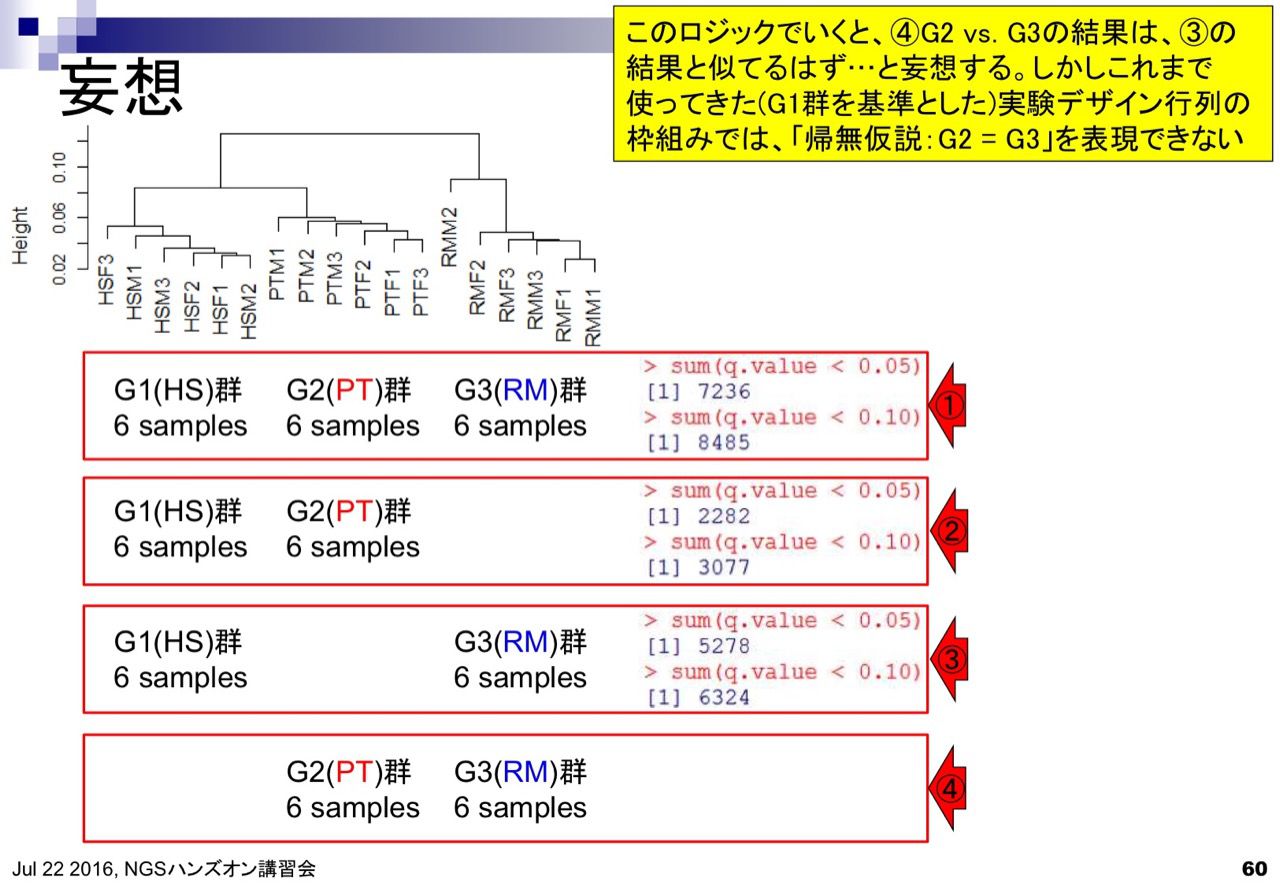 妄想
このロジックでいくと、④G2 vs. G3の結果は、③の
結果と似てるはず…と妄想する。しかしこれまで
使ってきた(G1群を基準とした)実験デザイン行列の
枠組みでは、「帰無仮説：G2 = G3」を表現できない
Height
0.02 0.06 0.10
HSF3
HSM1
HSM3
HSF2
HSF1
HSM2
PTM1
PTM2
PTM3
PTF2
PTF1
PTF3
RMM2
RMF2
RMF3
RMM3
RMF1
RMM1
G1(HS)群 G2(PT)群 G3(RM)群
6 samples 6 samples 6 samples
> sum(q.value < 0.05)
[1] 7236
> sum(q.value < 0.10)
[1] 8485
①
G1(HS)群 G2(PT)群
6 samples 6 samples
> sum(q.value < 0.05)
[1] 2282
> sum(q.value < 0.10)
[1] 3077
②
G1(HS)群 G3(RM)群
6 samples 6 samples
> sum(q.value < 0.05)
[1] 5278
> sum(q.value < 0.10)
[1] 6324
③
G2(PT)群 G3(RM)群
6 samples 6 samples
④
Jul 22 2016, NGSハンズオン講習会
60